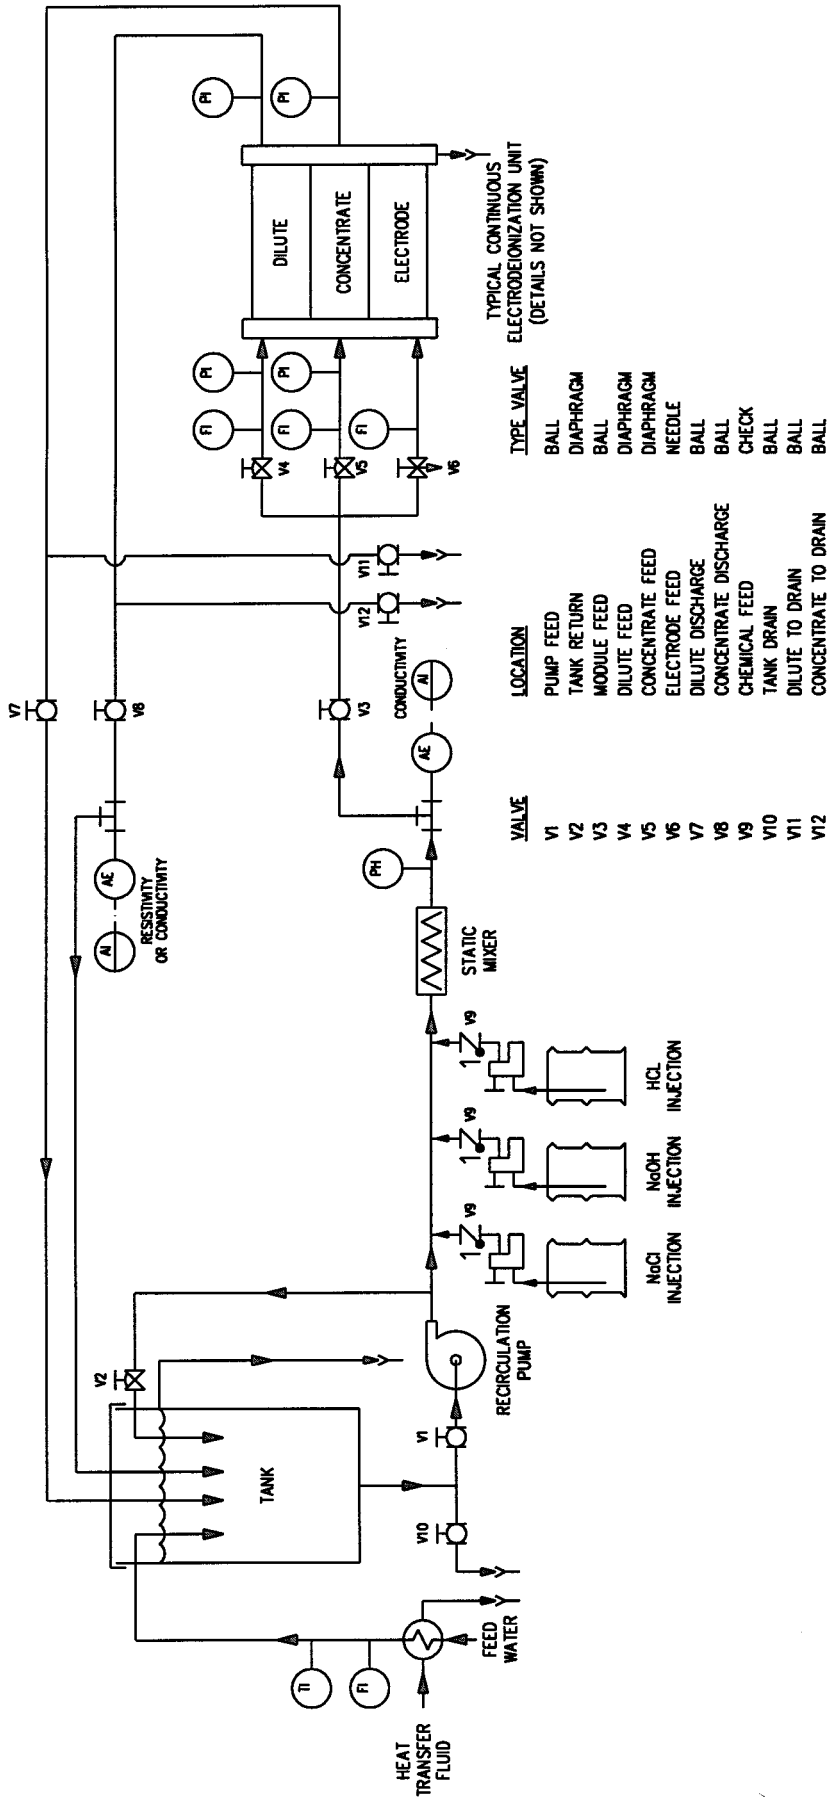 PI
PI
DILUTE
CONCENTRATE
ELECTRODE
TYPICAL CONTINUOUS
ELECTRODEIONIZATION UNIT
(DETAILS NOT SHOWN)
PI
FI
PI
FI
FI
V4
V5
V6
V11
V12
V7
V8
V3
CONDUCTIVITY
AI
AE
AE
AI
RESISTIVITY
OR CONDUCTIVITY
PH
STATIC
MIXER
V9
HCL
INJECTION
V9
NaOH
INJECTION
V9
NaCl
INJECTION
RECIRCULATION
PUMP
V2
TANK
V1
V10
TI
FI
FEED
WATER
HEAT
TRANSFER
FLUID
VALVE LOCATION TYPE VALVE
V1 PUMP FEED BALL
V2 TANK RETURN DIAPHRAGM
V3 MODULE FEED BALL
V4 DILUTE FEED DIAPHRAGM
V5 CONCENTRATE FEED DIAPHRAGM
V6 ELECTRODE FEED NEEDLE
V7 DILUTE DISCHARGE BALL
V8 CONCENTRATE DISCHARGE BALL
V9 CHEMICAL FEED CHECK
V10 TANK DRAIN BALL
V11 DILUTE TO DRAIN BALL
V12 CONCENTRATE TO DRAIN BALL